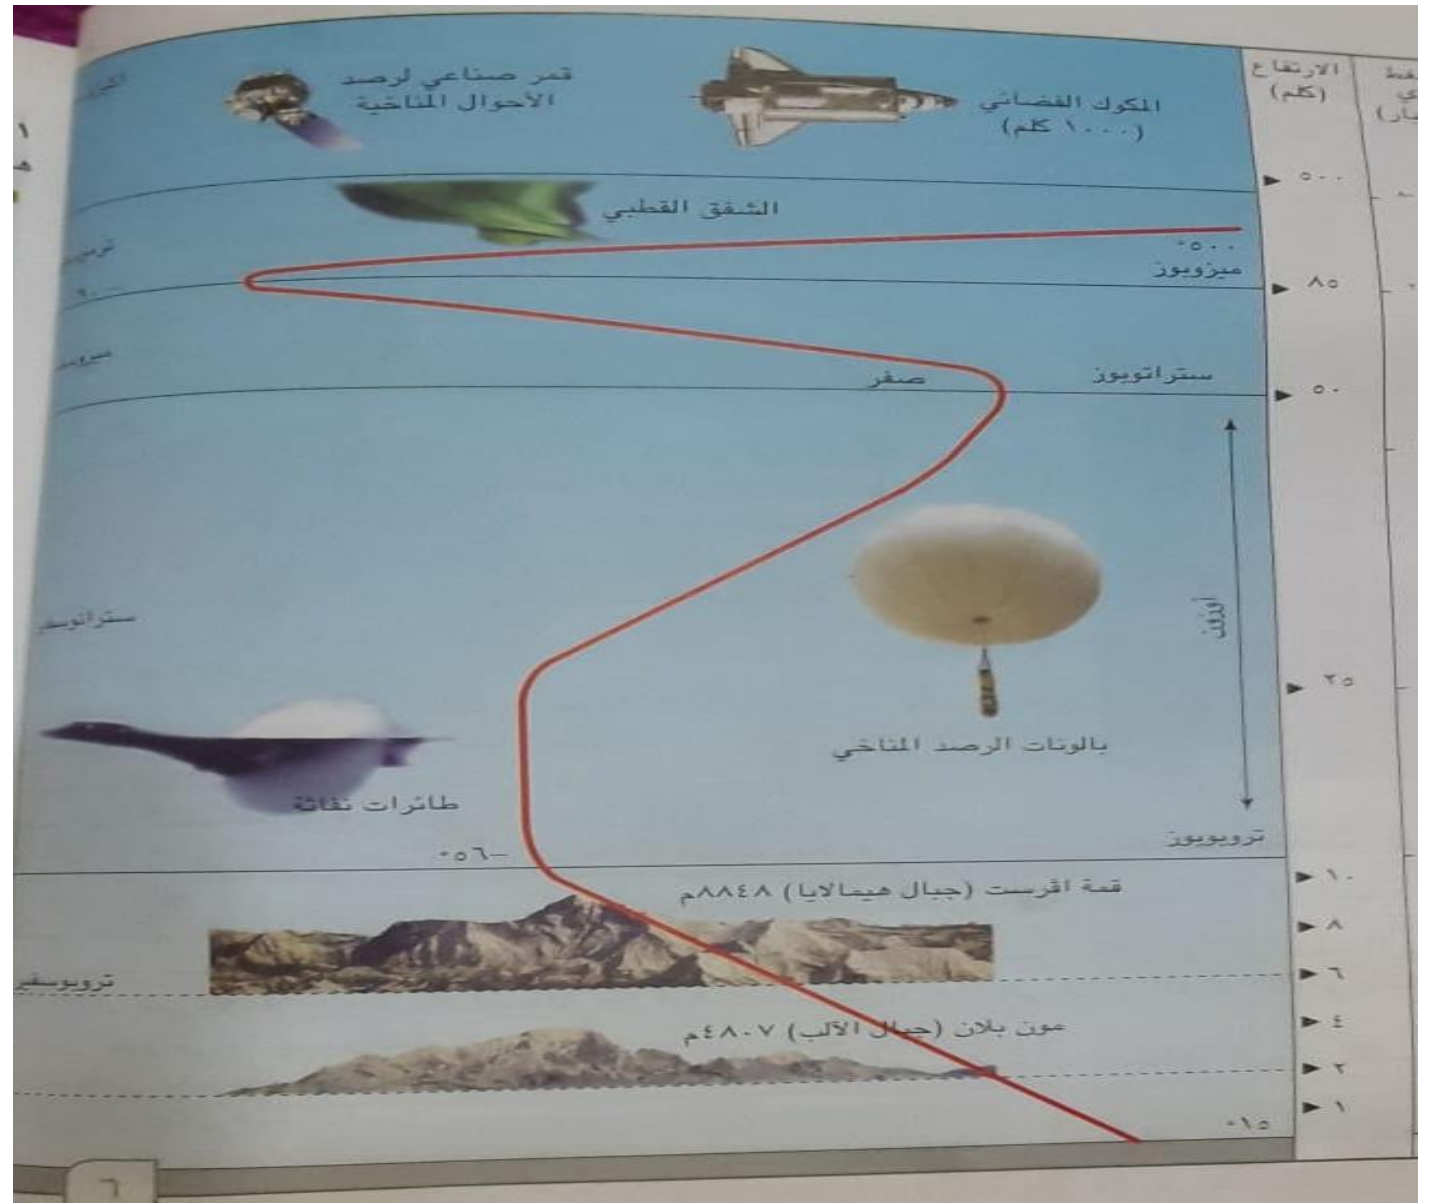 الارتفاع
(كلم)
قمر صناعي لرصد
الأحوال المناخية
المكوك الفضائي
(١٠٠٠ كلم)
٥٠٠
الشفق القطبي
٥٠٠°
ميزوبوز
٨٥
ستراتوبوز
صفر
٥٠
أوزون
٢٥
بالونات الرصد المناخي
طائرات نفاثة
تروبوبوز
–٥٦°
١٠
قمة اڤرست (جبال هيمالايا) ٨٨٤٨م
٨
تروبوسفير
٦
مون بلان (جبال الألب) ٤٨٠٧م
٤
٢
١
١٥°
٦